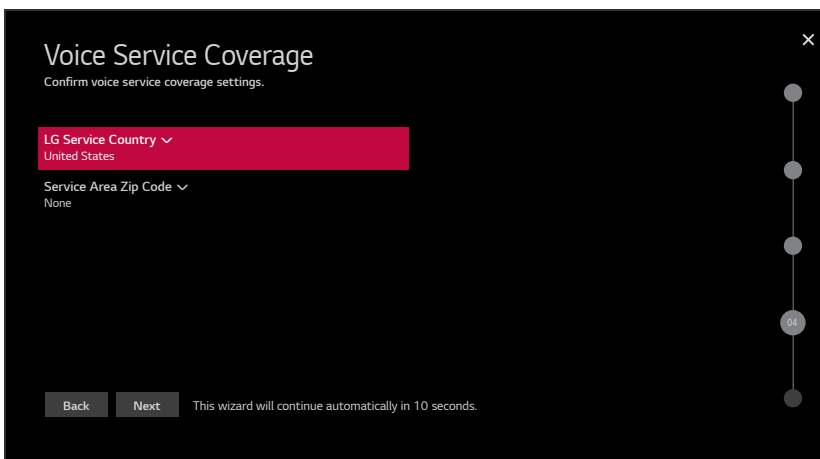 Voice Service Coverage
Confirm voice service coverage settings.
LG Service Country
United States
Service Area Zip Code
None
04
Back
Next
This wizard will continue automatically in 10 seconds.